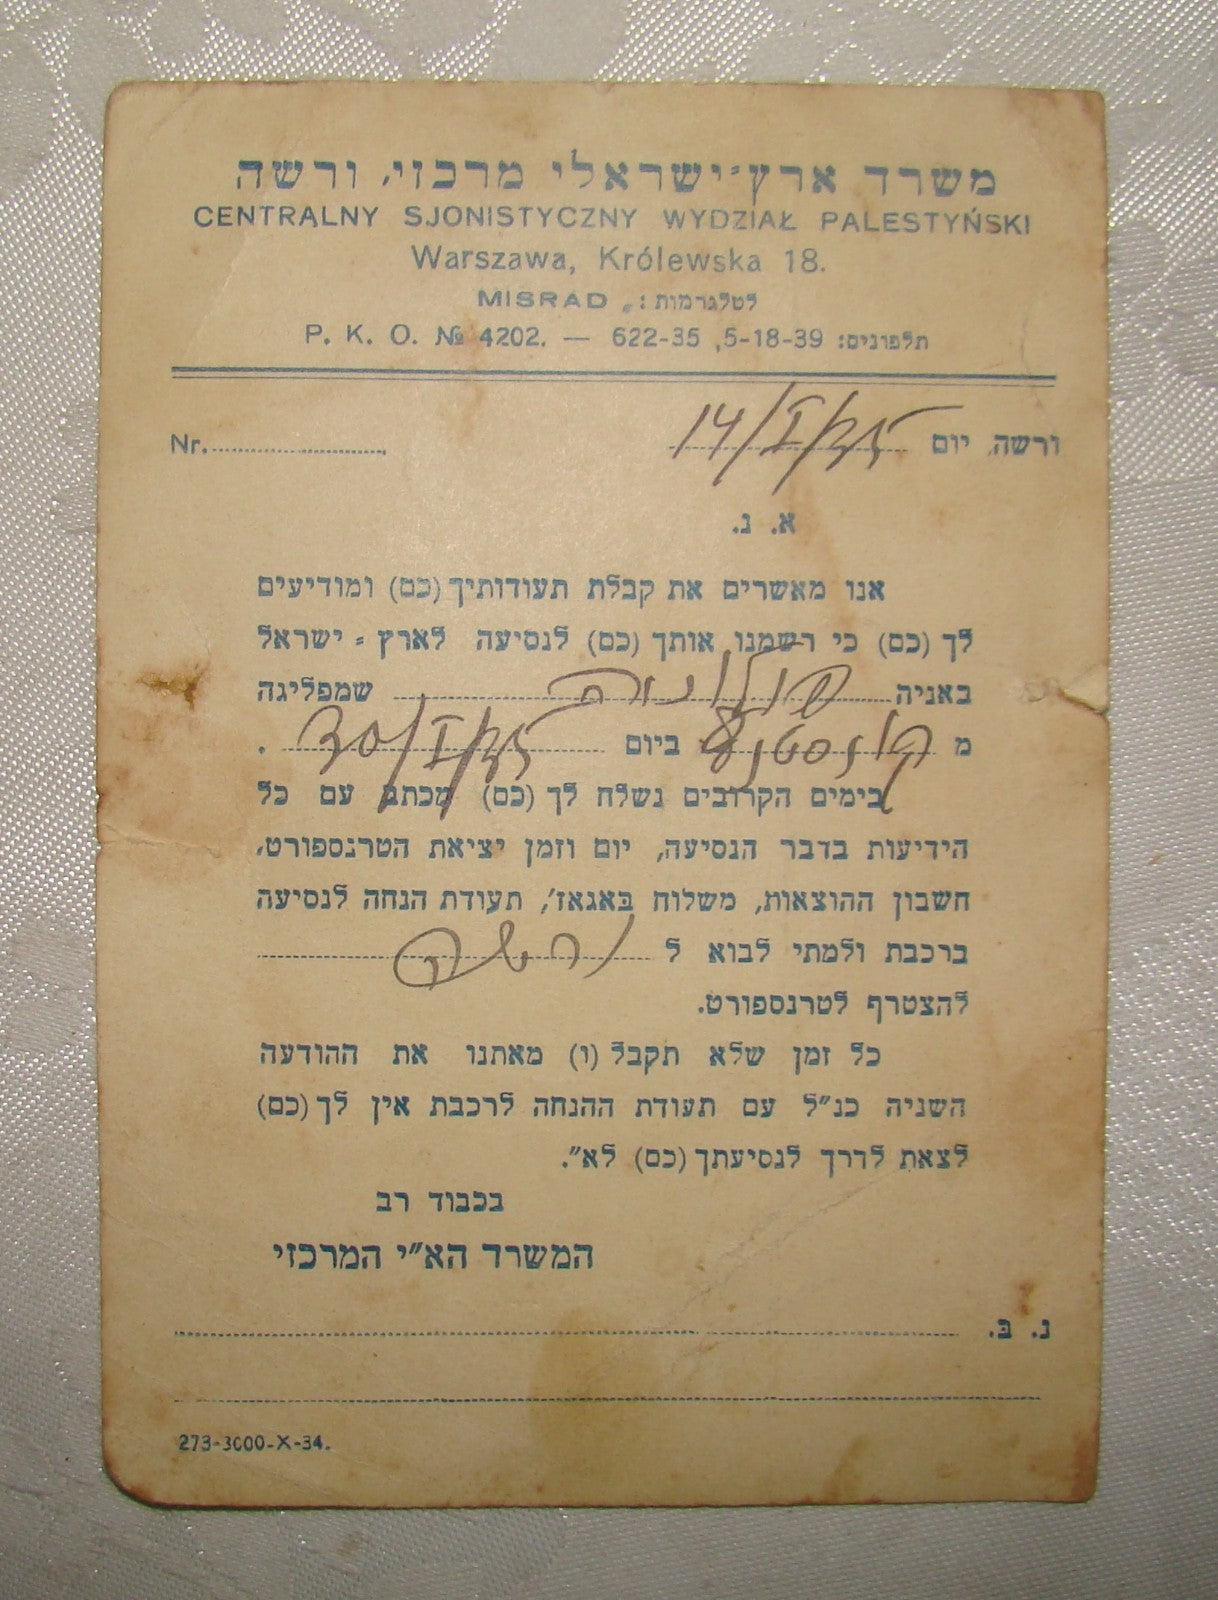 משרד ארץ-ישראלי מרכזי, ורשה
CENTRALNY SJONISTYCZNY WYDZIAŁ PALESTYŃSKI
Warszawa, Królewska 18.
לטלגרמות: „MISRAD
P. K. O. № 4202. — 622-35 ,5-18-39 תלפונים:
Nr. ורשה, יום 14/I/35
א. נ.
אנו מאשרים את קבלת תעודותיך (כם) ומודיעים
לך (כם) כי רשמנו אותך (כם) לנסיעה לארץ-ישראל
באניה פולוניה שמפליגה
מ קונסטנצה ביום 30/I/35 .
בימים הקרובים נשלח לך (כם) מכתב עם כל
הידיעות בדבר הנסיעה, יום וזמן יציאת הטרנספורט,
חשבון ההוצאות, משלוח באגאז', תעודת הנחה לנסיעה
ברכבת ולמתי לבוא ל
להצטרף לטרנספורט.
כל זמן שלא תקבל (ו) מאתנו את ההודעה
השניה כנ"ל עם תעודת ההנחה לרכבת אין לך (כם)
לצאת לדרך לנסיעתך (כם) לא".
בכבוד רב
המשרד הא"י המרכזי
נ. ב.
273-3000-X-34.